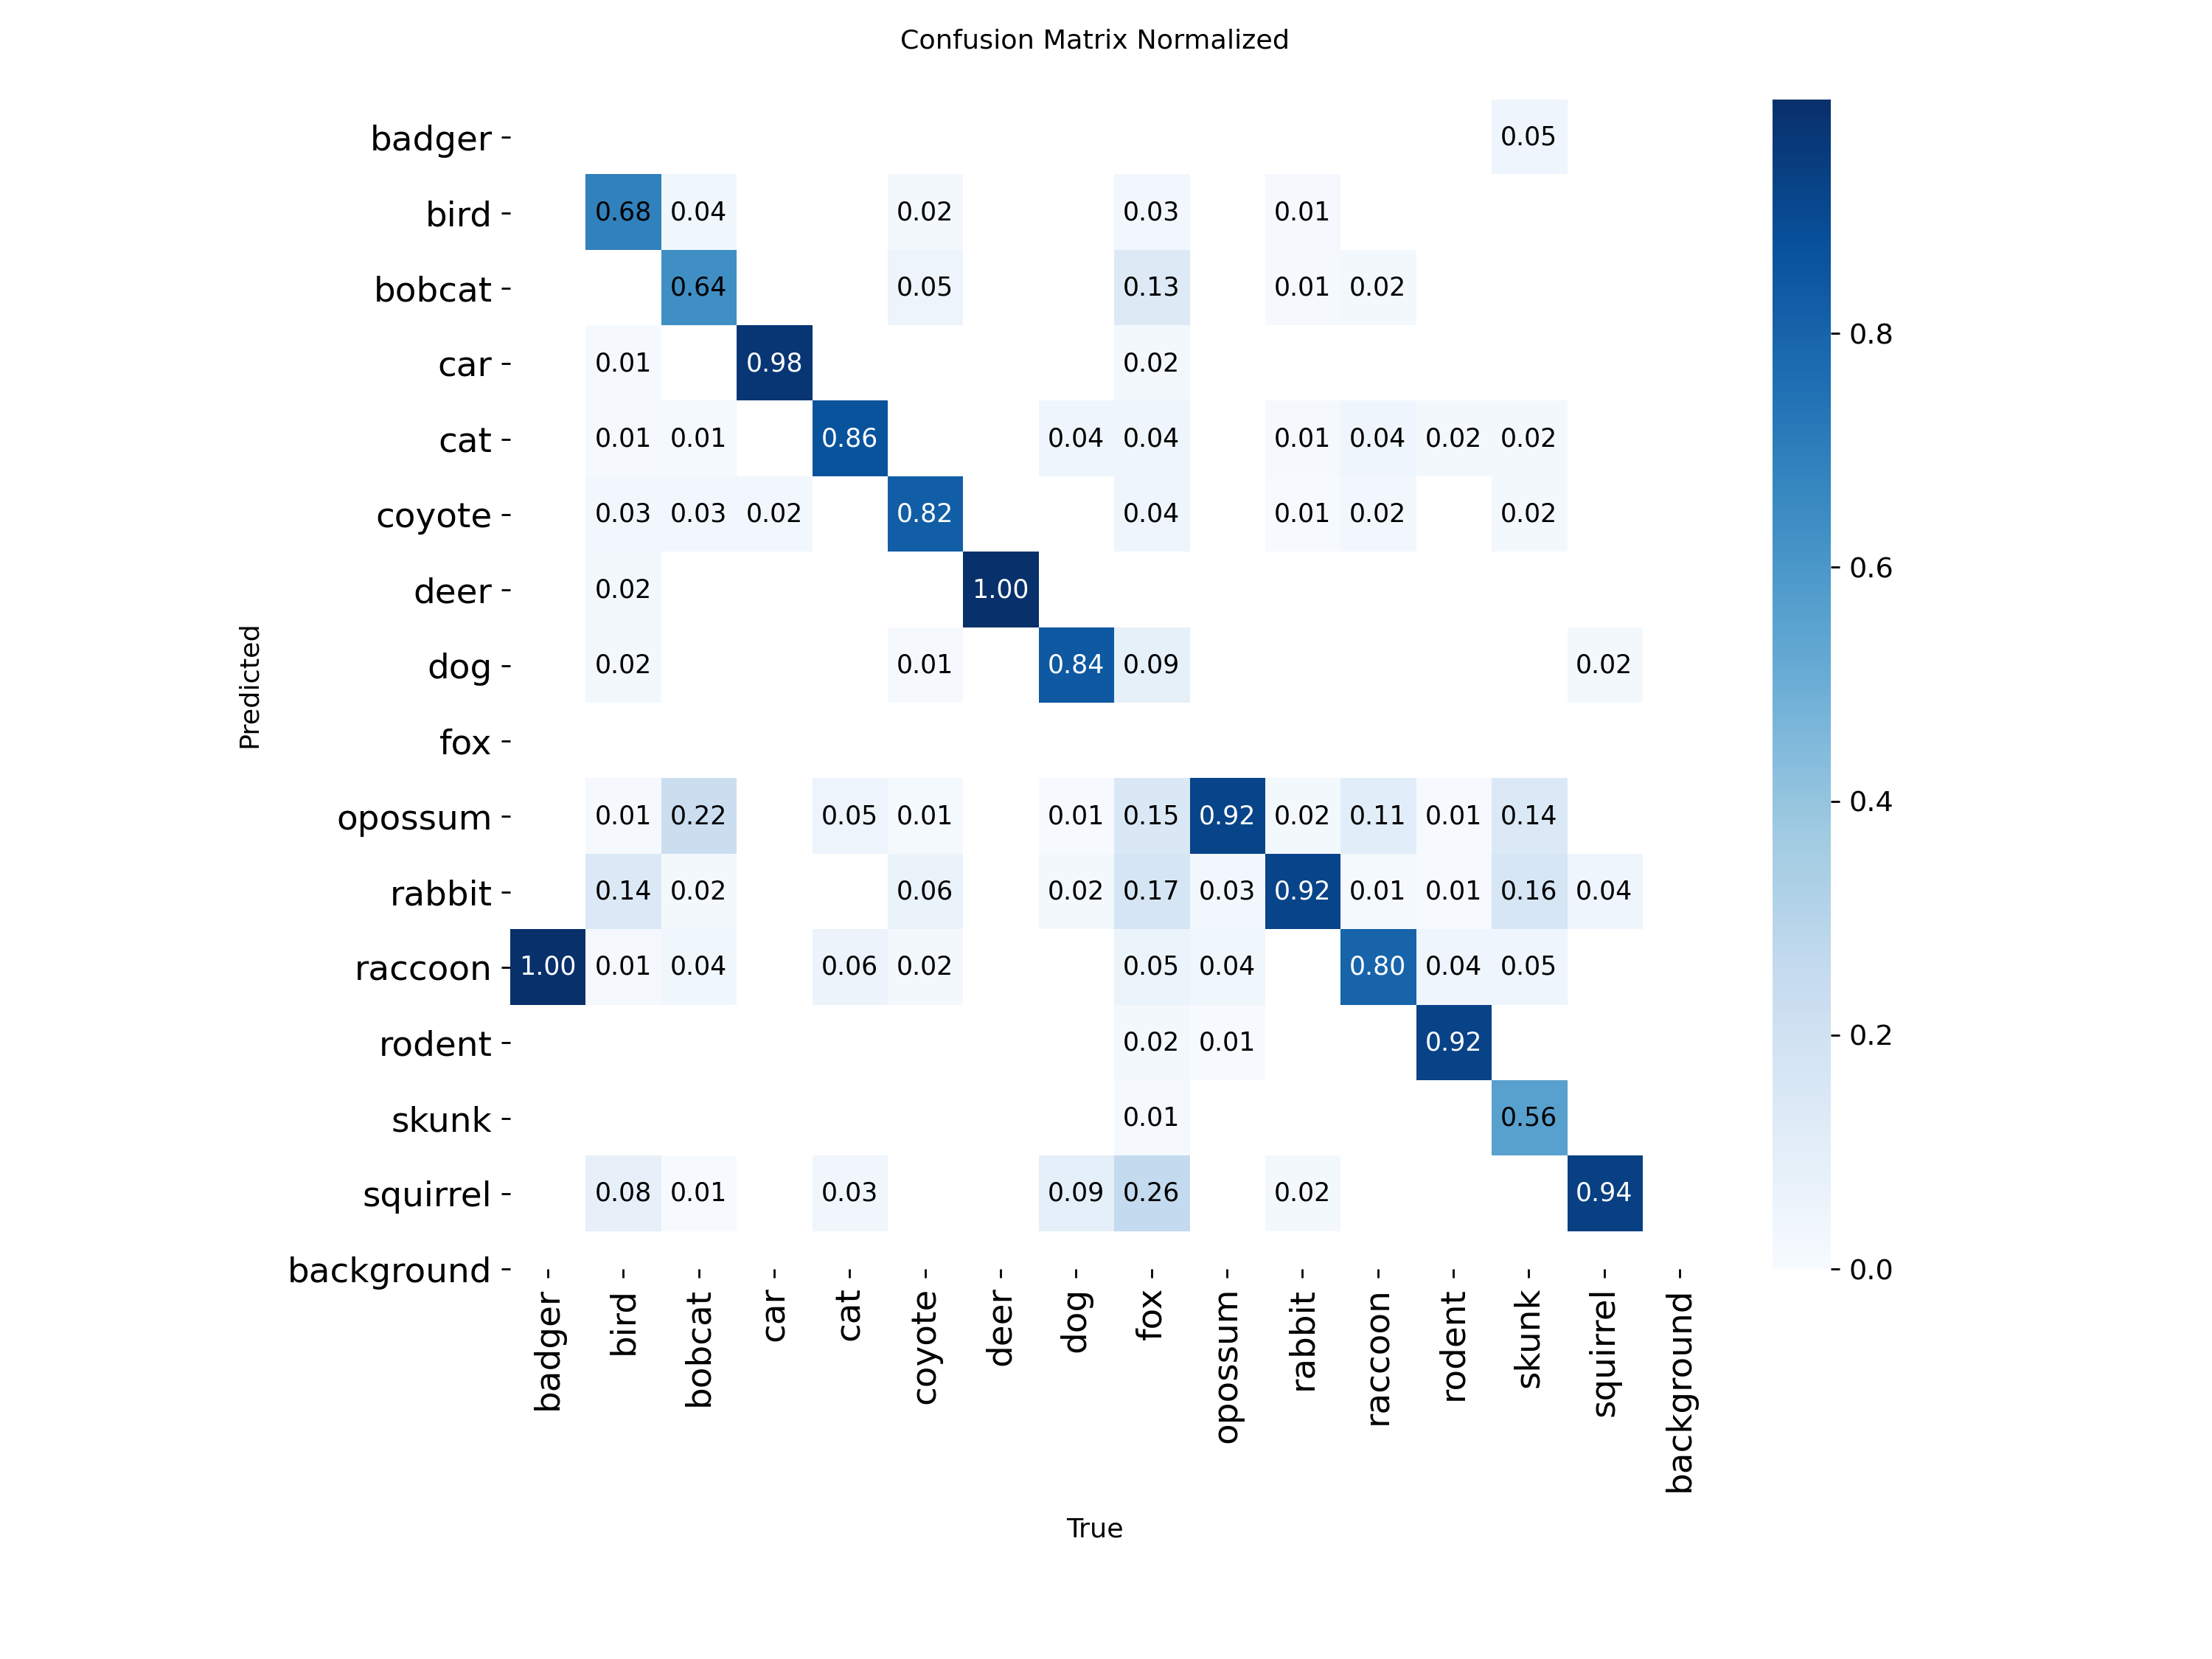 Confusion Matrix Normalized
badger 0.05
bird 0.68 0.04 0.02 0.03 0.01
bobcat 0.64 0.05 0.13 0.01 0.02
car 0.01 0.98 0.02
0.8
cat 0.01 0.01 0.86 0.04 0.04 0.01 0.04 0.02 0.02
coyote 0.03 0.03 0.02 0.82 0.04 0.01 0.02 0.02
0.6
deer 0.02 1.00
dog 0.02 0.01 0.84 0.09 0.02
Predicted
fox
0.4
opossum 0.01 0.22 0.05 0.01 0.01 0.15 0.92 0.02 0.11 0.01 0.14
rabbit 0.14 0.02 0.06 0.02 0.17 0.03 0.92 0.01 0.01 0.16 0.04
raccoon 1.00 0.01 0.04 0.06 0.02 0.05 0.04 0.80 0.04 0.05
0.2
rodent 0.02 0.01 0.92
skunk 0.01 0.56
squirrel 0.08 0.01 0.03 0.09 0.26 0.02 0.94
background
0.0
badger bird bobcat car cat coyote deer dog fox opossum rabbit raccoon rodent skunk squirrel background
True